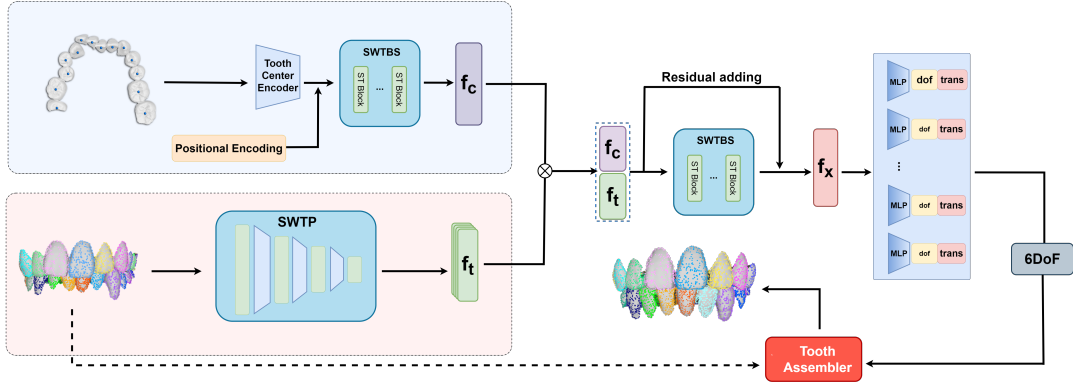 Tooth
Center
Encoder
SWTBS
ST Block
...
ST Block
fc
Positional Encoding
SWTP
ft
fc
ft
Residual adding
SWTBS
ST Block
...
ST Block
fx
MLP dof trans
MLP dof trans
...
MLP dof trans
MLP dof trans
6DoF
Tooth
Assembler